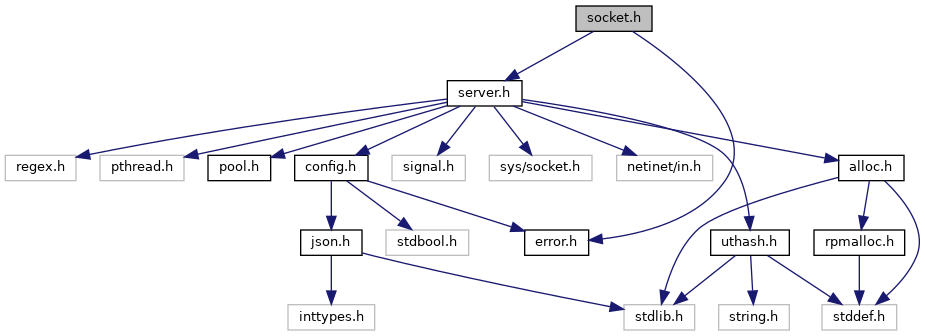 socket.h
server.h
regex.h
pthread.h
pool.h
config.h
signal.h
sys/socket.h
netinet/in.h
alloc.h
json.h
stdbool.h
error.h
uthash.h
rpmalloc.h
inttypes.h
stdlib.h
string.h
stddef.h